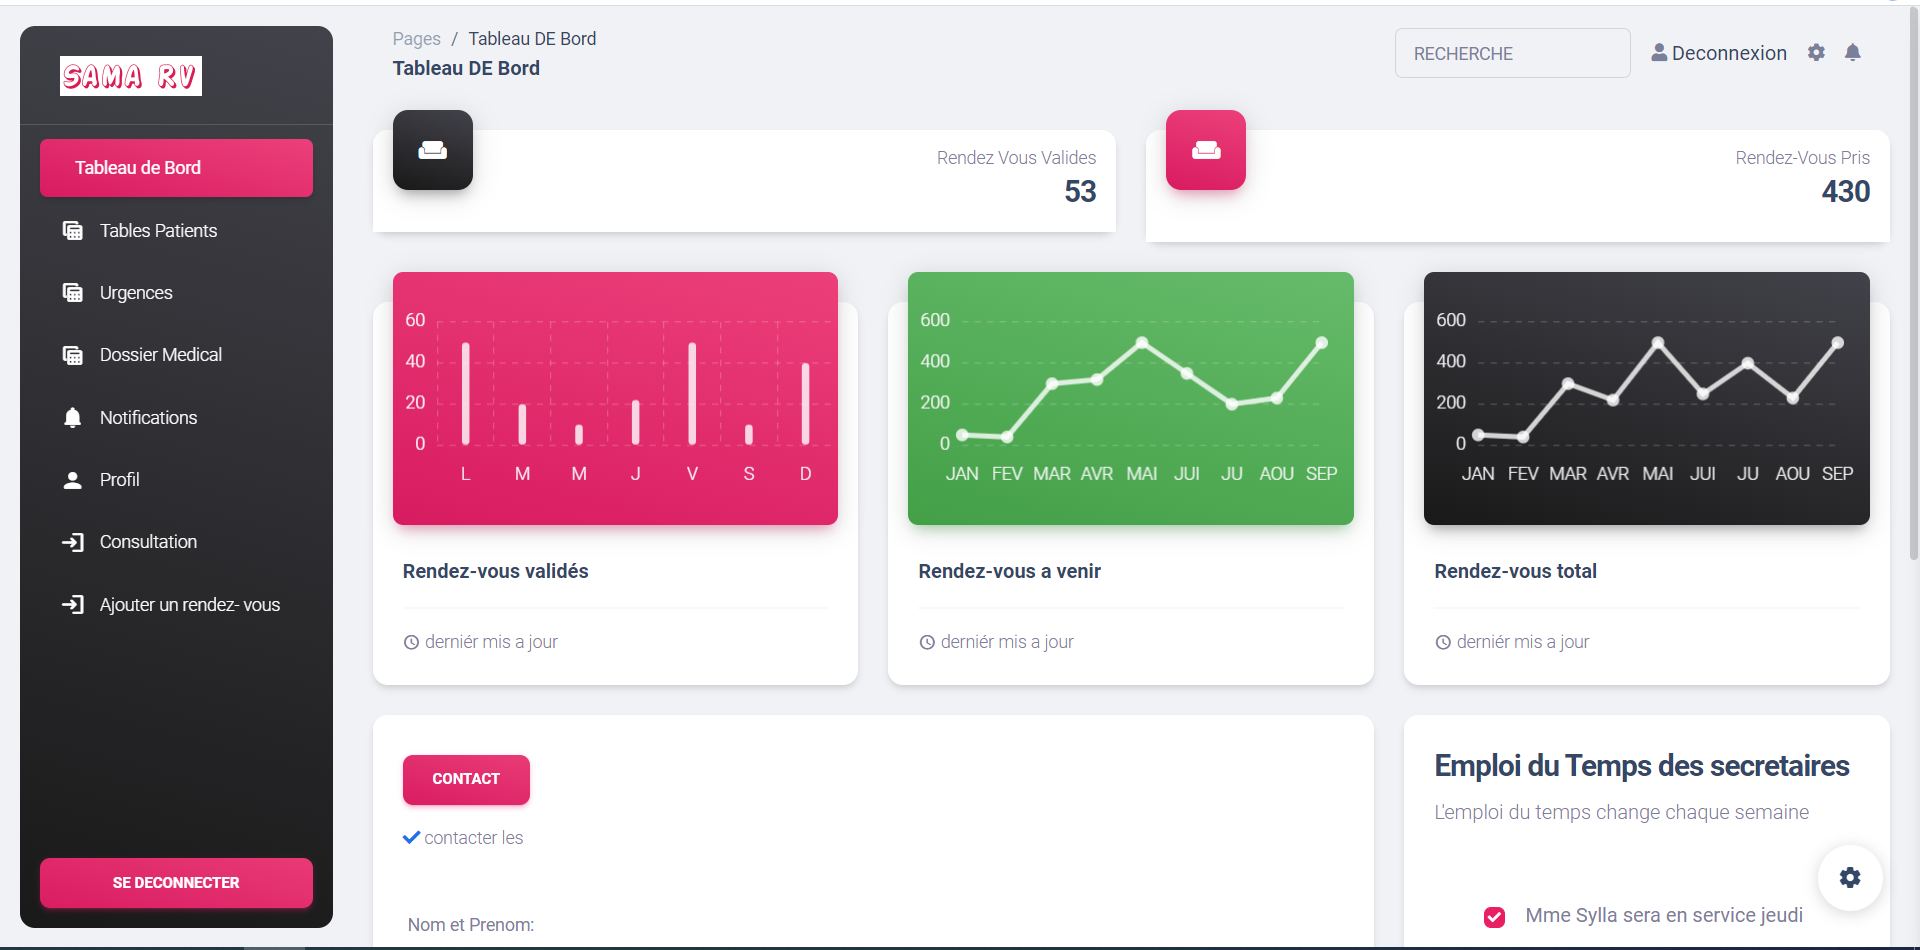 SAMA RV
Tableau de Bord
Tables Patients
Urgences
Dossier Medical
Notifications
Profil
Consultation
Ajouter un rendez- vous
SE DECONNECTER
Pages / Tableau DE Bord
Tableau DE Bord
RECHERCHE
Deconnexion
Rendez Vous Valides
53
Rendez-Vous Pris
430
60
40
20
0
L M M J V S D
Rendez-vous validés
derniér mis a jour
600
400
200
0
JAN FEV MAR AVR MAI JUI JU AOU SEP
Rendez-vous a venir
derniér mis a jour
600
400
200
0
JAN FEV MAR AVR MAI JUI JU AOU SEP
Rendez-vous total
derniér mis a jour
CONTACT
contacter les
Nom et Prenom:
Emploi du Temps des secretaires
L'emploi du temps change chaque semaine
Mme Sylla sera en service jeudi